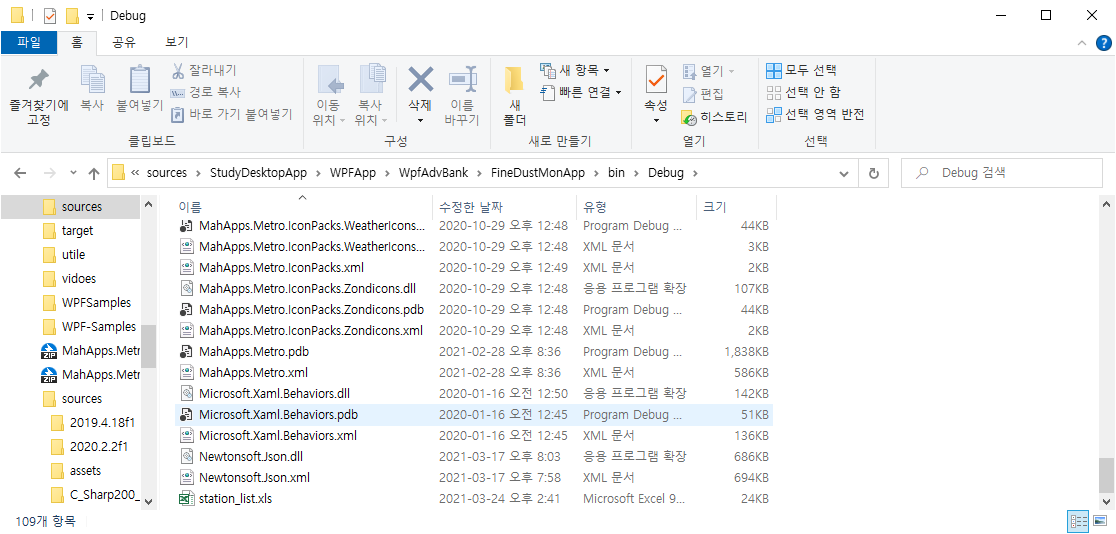 Debug
파일 홈 공유 보기
즐겨찾기에
고정
복사
붙여넣기
잘라내기
경로 복사
바로 가기 붙여넣기
클립보드
이동
위치
복사
위치
삭제
이름
바꾸기
구성
새
폴더
새 항목
빠른 연결
새로 만들기
속성
열기
편집
히스토리
열기
모두 선택
선택 안 함
선택 영역 반전
선택
« sources > StudyDesktopApp > WPFApp > WpfAdvBank > FineDustMonApp > bin > Debug >
Debug 검색
sources
target
utile
vidoes
WPFSamples
WPF-Samples
MahApps.Metr
MahApps.Metr
sources
2019.4.18f1
2020.2.2f1
assets
C_Sharp200_
이름 수정한 날짜 유형 크기
MahApps.Metro.IconPacks.WeatherIcons... 2020-10-29 오후 12:48 Program Debug ... 44KB
MahApps.Metro.IconPacks.WeatherIcons... 2020-10-29 오후 12:48 XML 문서 3KB
MahApps.Metro.IconPacks.xml 2020-10-29 오후 12:49 XML 문서 2KB
MahApps.Metro.IconPacks.Zondicons.dll 2020-10-29 오후 12:48 응용 프로그램 확장 107KB
MahApps.Metro.IconPacks.Zondicons.pdb 2020-10-29 오후 12:48 Program Debug ... 44KB
MahApps.Metro.IconPacks.Zondicons.xml 2020-10-29 오후 12:48 XML 문서 2KB
MahApps.Metro.pdb 2021-02-28 오후 8:36 Program Debug ... 1,838KB
MahApps.Metro.xml 2021-02-28 오후 8:36 XML 문서 586KB
Microsoft.Xaml.Behaviors.dll 2020-01-16 오전 12:50 응용 프로그램 확장 142KB
Microsoft.Xaml.Behaviors.pdb 2020-01-16 오전 12:45 Program Debug ... 51KB
Microsoft.Xaml.Behaviors.xml 2020-01-16 오전 12:45 XML 문서 136KB
Newtonsoft.Json.dll 2021-03-17 오후 8:03 응용 프로그램 확장 686KB
Newtonsoft.Json.xml 2021-03-17 오후 7:58 XML 문서 694KB
station_list.xls 2021-03-24 오후 2:41 Microsoft Excel 9... 24KB
109개 항목